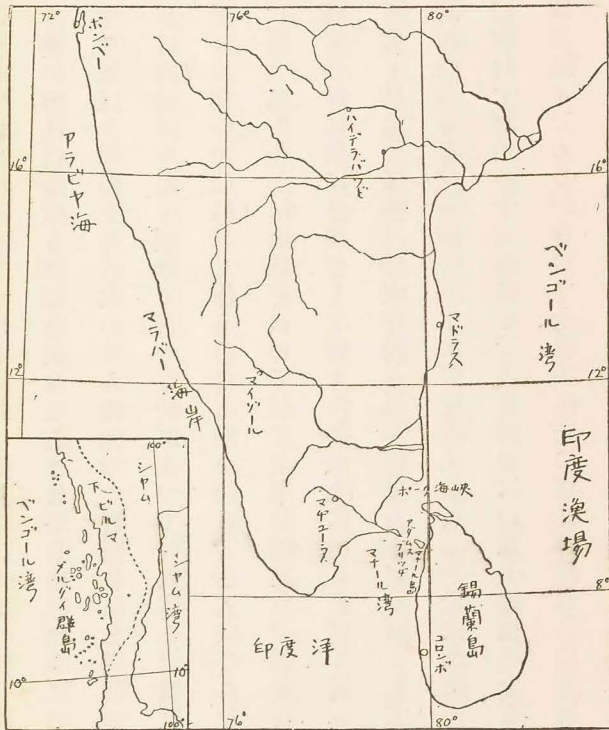 印度漁場
ベンゴール湾
80°
76°
72°
ボンベー
アラビヤ海
ハイデラバッド
16°
16°
マドラス
マラバー海岸
マイソール
12°
12°
ポーク海峡
アダムスブリッヂ
マナール島
マヂューラ
マナール湾
錫蘭島
コロンボ
8°
印度洋
76°
80°
100°
シャム
下ビルマ
シャム湾
ベンゴール湾
メルグイ群島
10°
10°
100°